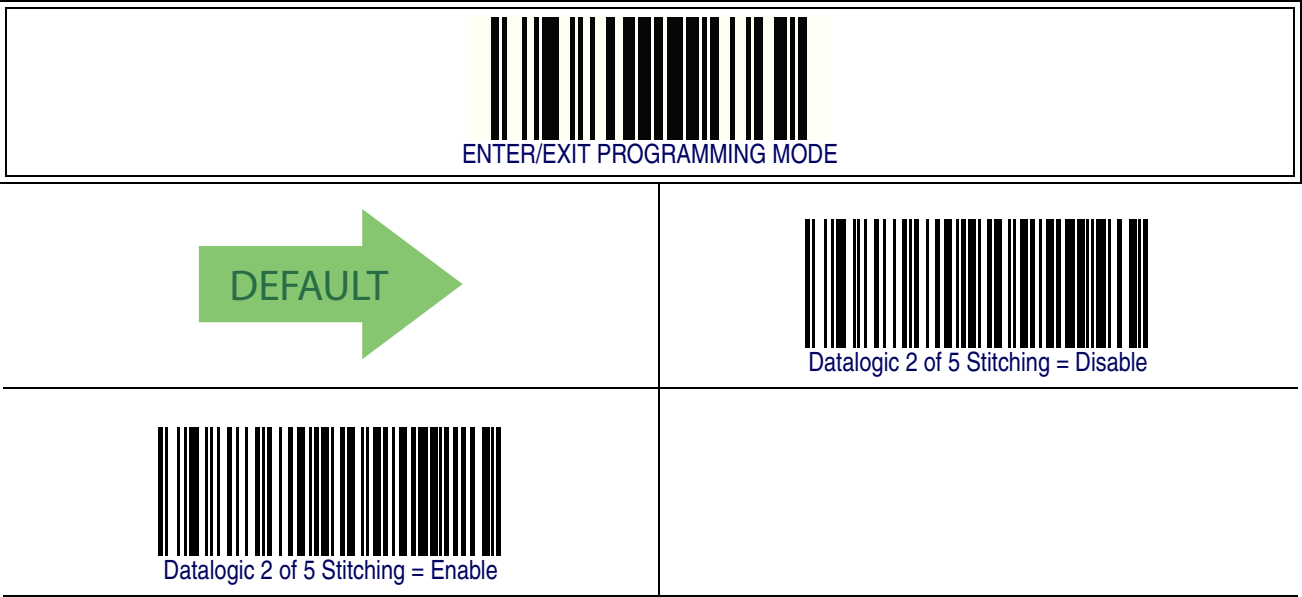 ENTER/EXIT PROGRAMMING MODE
DEFAULT
Datalogic 2 of 5 Stitching = Disable
Datalogic 2 of 5 Stitching = Enable